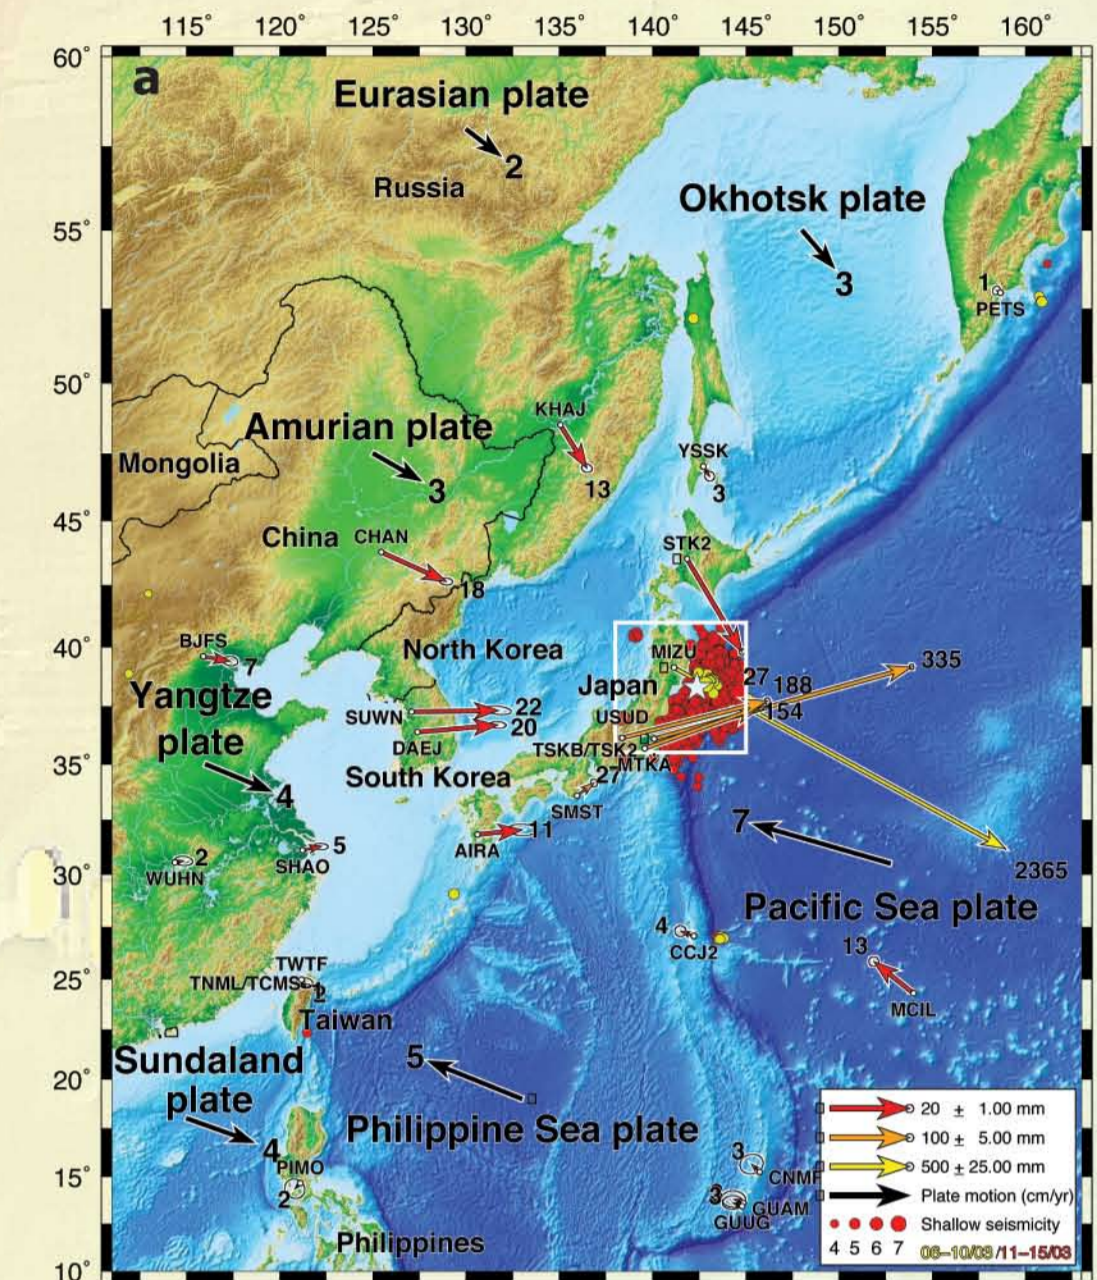 115° 120° 125° 130° 135° 140° 145° 150° 155° 160°
60°
a
Eurasian plate
2
Russia
Okhotsk plate
55°
3
1
PETS
50°
KHAJ
Amurian plate
YSSK
Mongolia
3
13
3
45°
China
CHAN
STK2
18
40°
BJFS
North Korea
MIZU
335
7
27
188
Yangtze
Japan
SUWN
22
USUD
154
plate
20
DAEJ
TSKB/TSK2
MTKA
35°
South Korea
27
4
SMST
7
11
AIRA
5
2
SHAO
2365
30°
WUHN
Pacific Sea plate
4
CCJ2
13
TWTF
25°
TNML/TCMS
MCIL
Taiwan
Sundaland
5
20°
plate
20 ± 1.00 mm
Philippine Sea plate
100 ± 5.00 mm
4
3
PIMO
500 ± 25.00 mm
15°
CNMR
2
3
Plate motion (cm/yr)
GUAM
GUUG
Shallow seismicity
Philippines
4 5 6 7
06–10/03 /11–15/03
10°